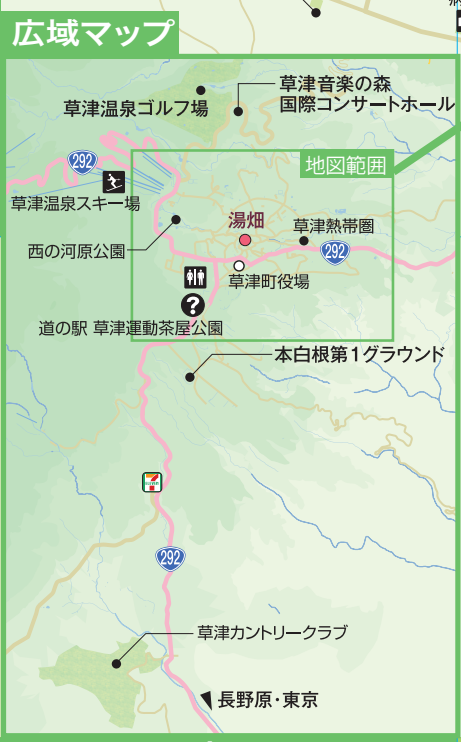 広域マップ
草津音楽の森
国際コンサートホール
草津温泉ゴルフ場
292
地図範囲
草津温泉スキー場
湯畑
草津熱帯圏
西の河原公園
292
草津町役場
?
道の駅 草津運動茶屋公園
本白根第1グラウンド
7
292
草津カントリークラブ
長野原・東京